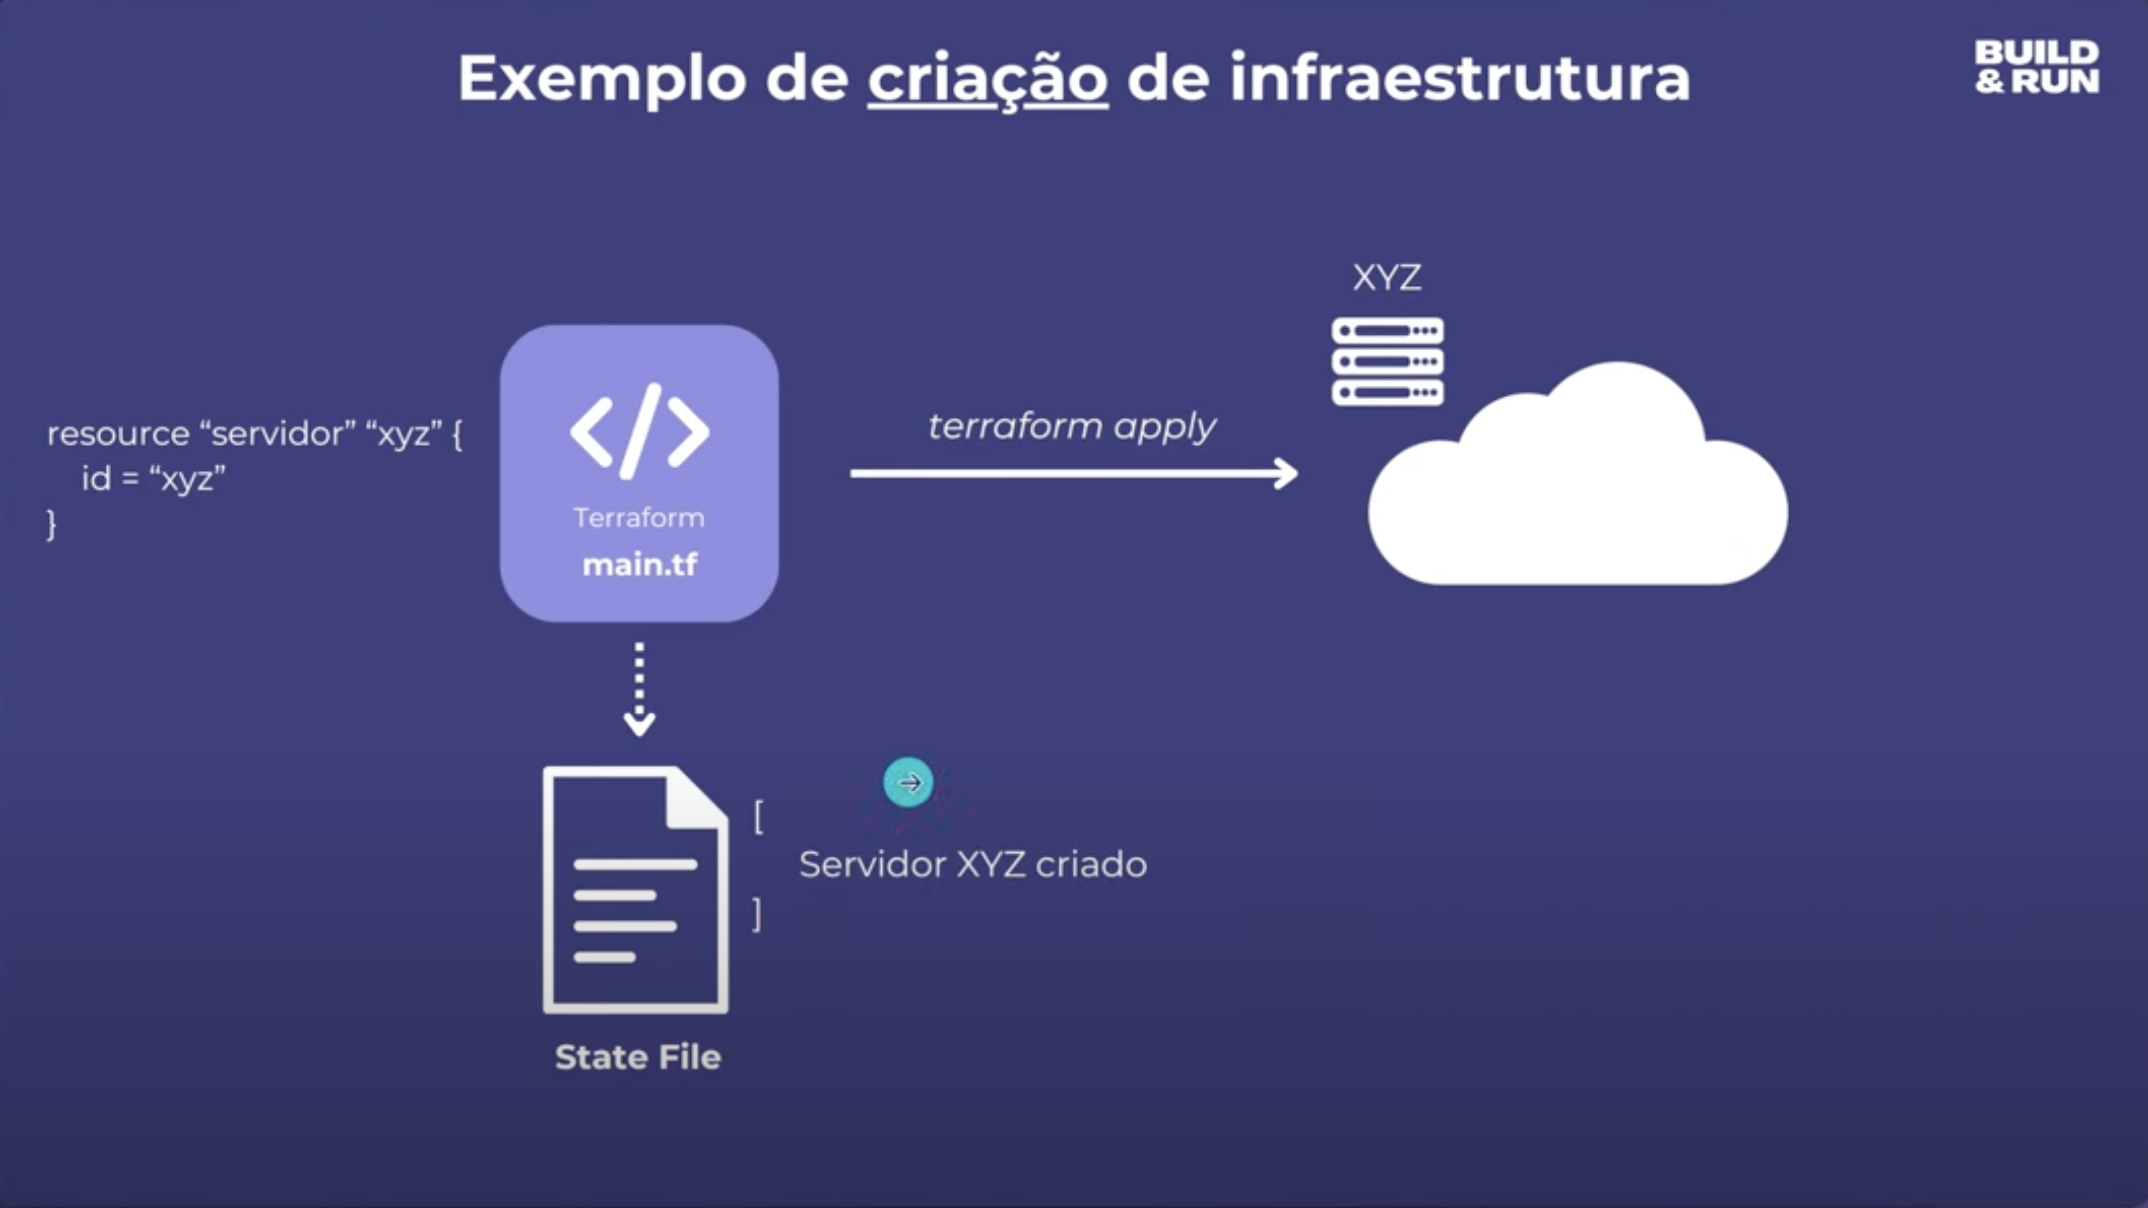 Exemplo de criação de infraestrutura
BUILD
& RUN
XYZ
resource “servidor” “xyz” {
id = “xyz”
}
Terraform
main.tf
terraform apply
[
Servidor XYZ criado
]
State File